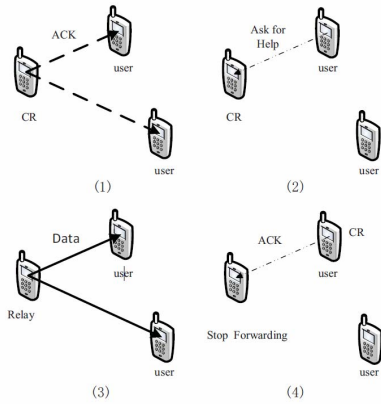 ACK
user
CR
user
(1)
Ask for
Help
user
CR
user
(2)
Data
user
Relay
user
(3)
CR
ACK
user
Stop Forwarding
user
(4)